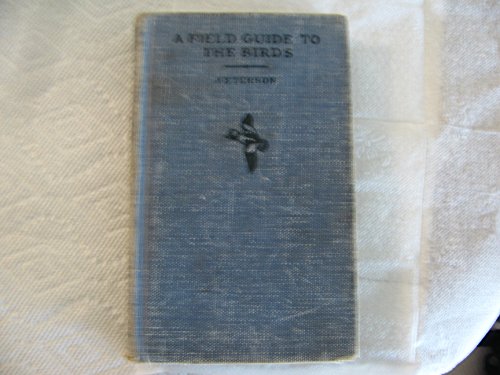 A FIELD GUIDE TO
THE BIRDS
PETERSON